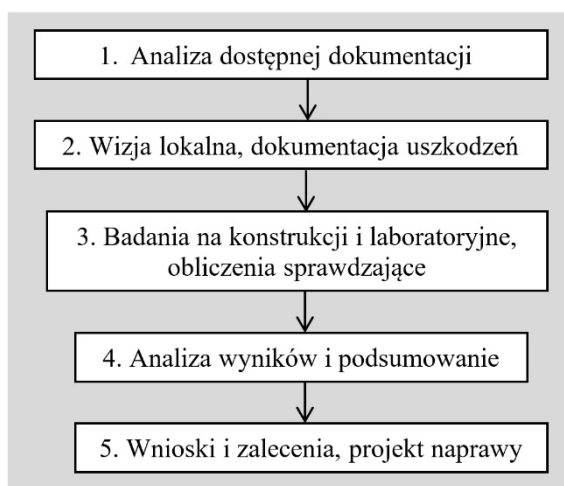 1. Analiza dostępnej dokumentacji
2. Wizja lokalna, dokumentacja uszkodzeń
3. Badania na konstrukcji i laboratoryjne,
obliczenia sprawdzające
4. Analiza wyników i podsumowanie
5. Wnioski i zalecenia, projekt naprawy